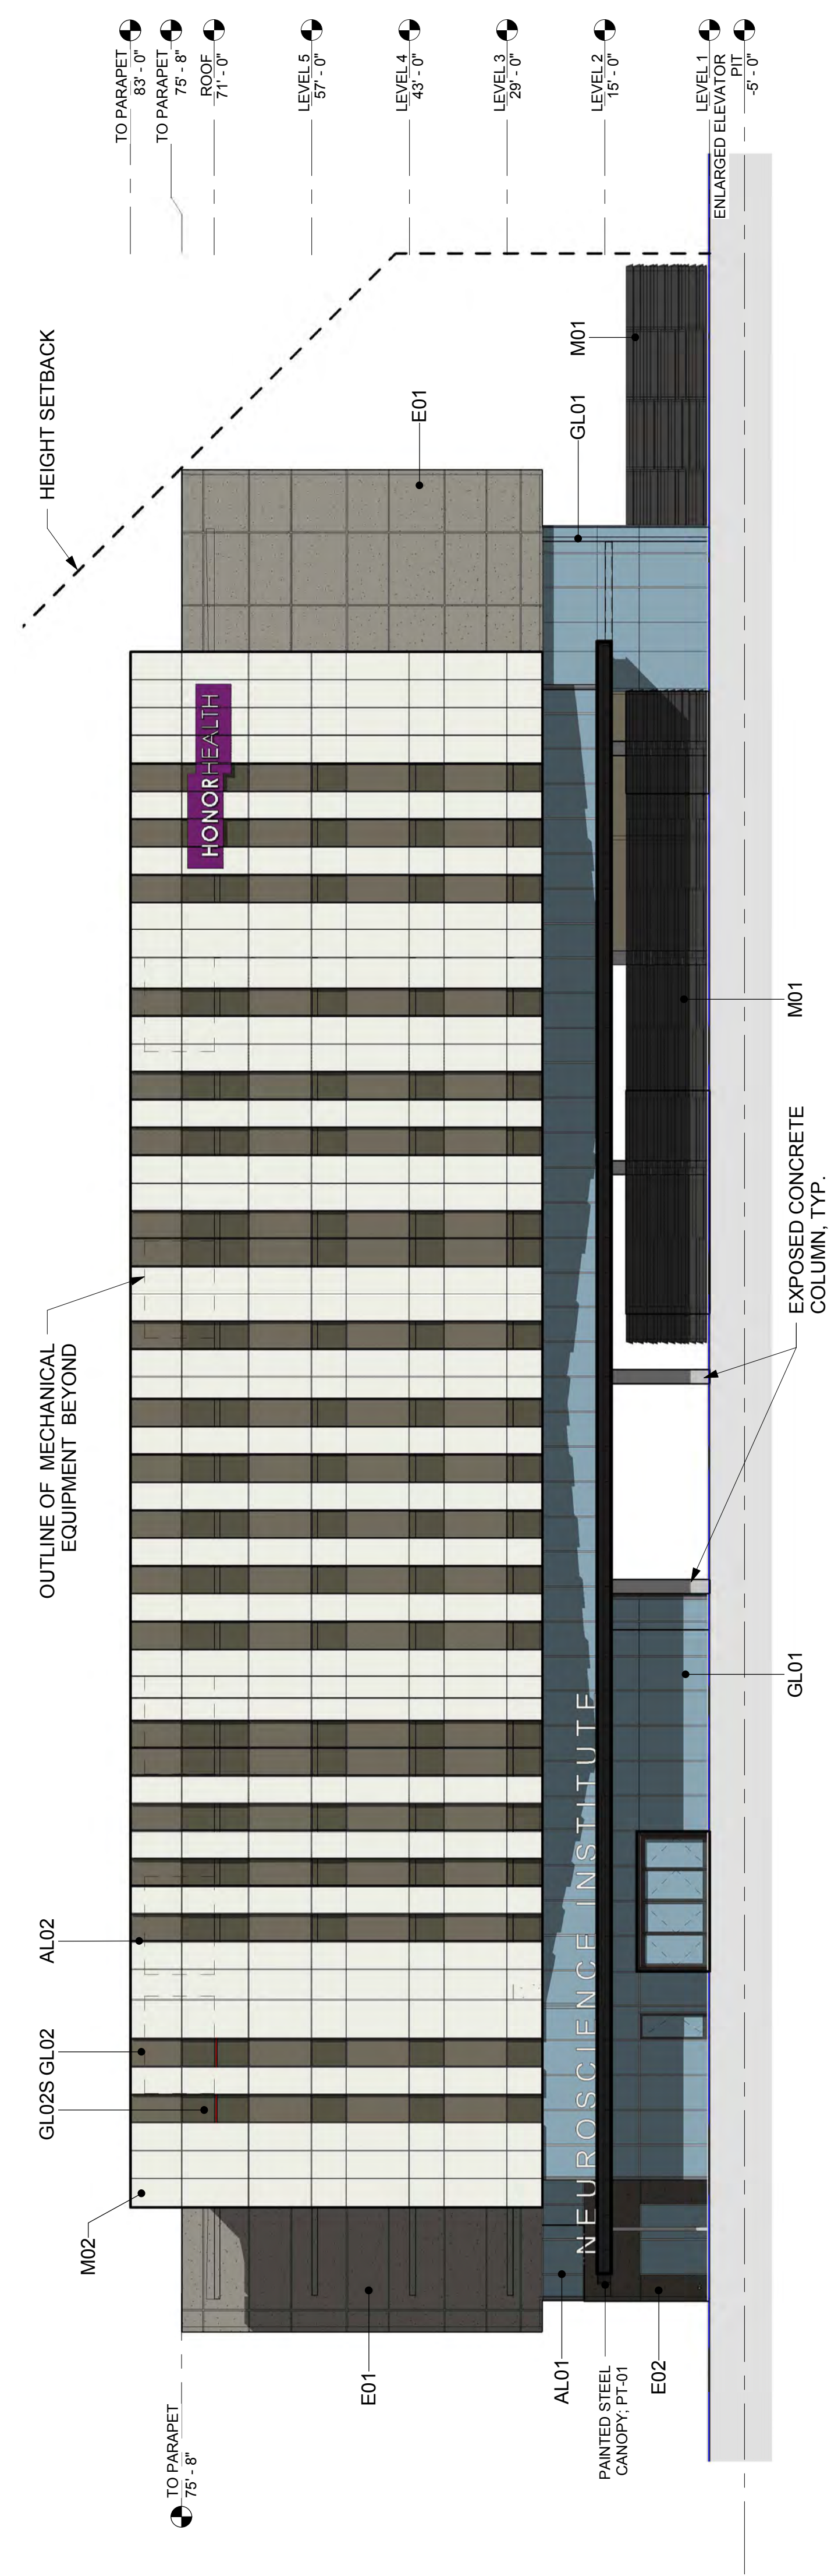 TO PARAPET
75' - 8"
M02
GL02S GL02
AL02
OUTLINE OF MECHANICAL
EQUIPMENT BEYOND
HEIGHT SETBACK
TO PARAPET
83' - 0"
TO PARAPET
75' - 8"
ROOF
71' - 0"
LEVEL 5
57' - 0"
LEVEL 4
43' - 0"
LEVEL 3
29' - 0"
LEVEL 2
15' - 0"
LEVEL 1
ENLARGED ELEVATOR
PIT
-5' - 0"
HONORHEALTH
E01
GL01
M01
E01
AL01
PAINTED STEEL
CANOPY; PT-01
E02
NEUROSCIENCE INSTITUTE
GL01
EXPOSED CONCRETE
COLUMN, TYP.
M01